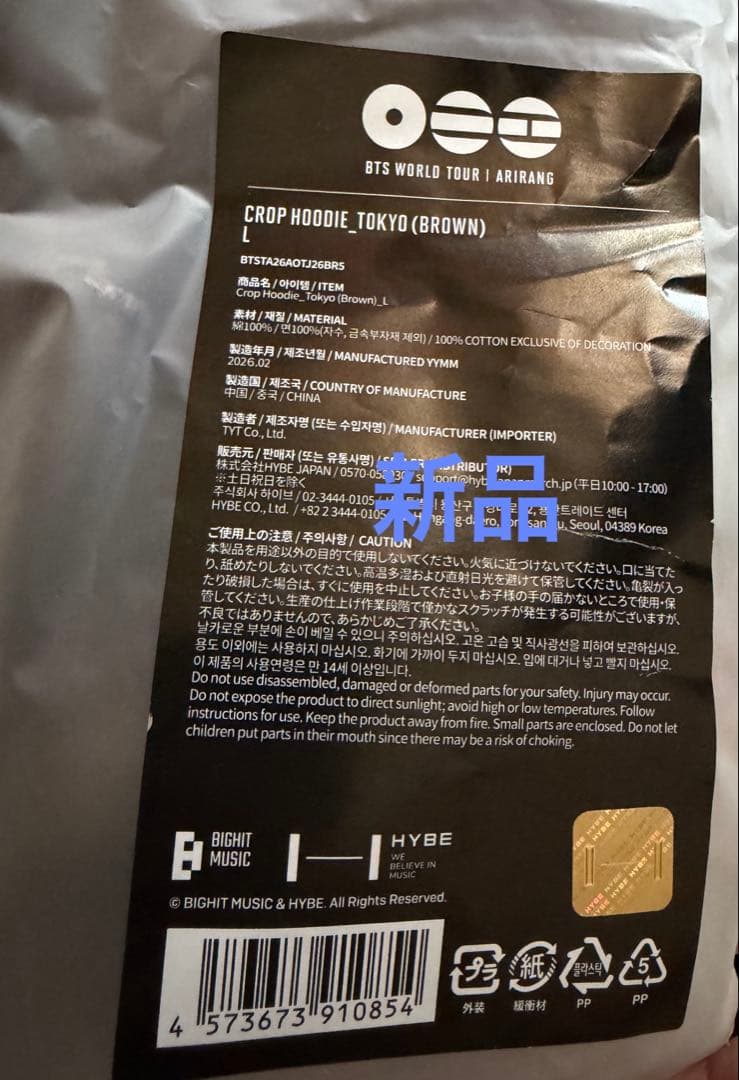 BTS WORLD TOUR | ARIRANG
CROP HOODIE_TOKYO (BROWN)
L
BTSTA26AOTJ26BR5
商品名 / 아이템 / ITEM
Crop Hoodie_Tokyo (Brown)_L
素材 / 재질 / MATERIAL
綿100% / 면100%(자수, 금속부자재 제외) / 100% COTTON EXCLUSIVE OF DECORATION
製造年月 / 제조년월 / MANUFACTURED YYMM
2026.02
製造国 / 제조국 / COUNTRY OF MANUFACTURE
中国 / 중국 / CHINA
製造者 / 제조자명 (또는 수입자명) / MANUFACTURER (IMPORTER)
TYT Co., Ltd.
販売元 / 판매자 (또는 유통사명) /
株式会社HYBE JAPAN / (平日10:00 - 17:00)
※土日祝日を除く
주식회사 하이브 / 02-3444-0105
HYBE CO., Ltd. / +82 2 3444-0105 Seoul, 04389 Korea
新品
ご使用上の注意 / 주의사항 / CAUTION
本製品を用途以外の目的で使用しないでください。火気に近づけないでください。口に当てた
り、舐めたりしないでください。高温多湿および直射日光を避けて保管してください。亀裂が入っ
たり破損した場合は、すぐに使用を中止してください。お子様の手の届かないところで使用・保
管してください。生産の仕上げ作業段階で僅かなスクラッチが発生する可能性がございますが、
不良ではありませんので、あらかじめご了承ください。
날카로운 부분에 손이 베일 수 있으니 주의하십시오. 고온 고습 및 직사광선을 피하여 보관하십시오.
용도 이외에는 사용하지 마십시오. 화기에 가까이 두지 마십시오. 입에 대거나 넣고 빨지 마십시오.
이 제품의 사용연령은 만 14세 이상입니다.
Do not use disassembled, damaged or deformed parts for your safety. Injury may occur.
Do not expose the product to direct sunlight; avoid high or low temperatures. Follow
instructions for use. Keep the product away from fire. Small parts are enclosed. Do not let
children put parts in their mouth since there may be a risk of choking.
BIGHIT
MUSIC
HYBE
WE
BELIEVE IN
MUSIC
© BIGHIT MUSIC & HYBE. All Rights Reserved.
4 573673 910854
プラ
外装
紙
緩衝材
플라스틱
PP
5
PP